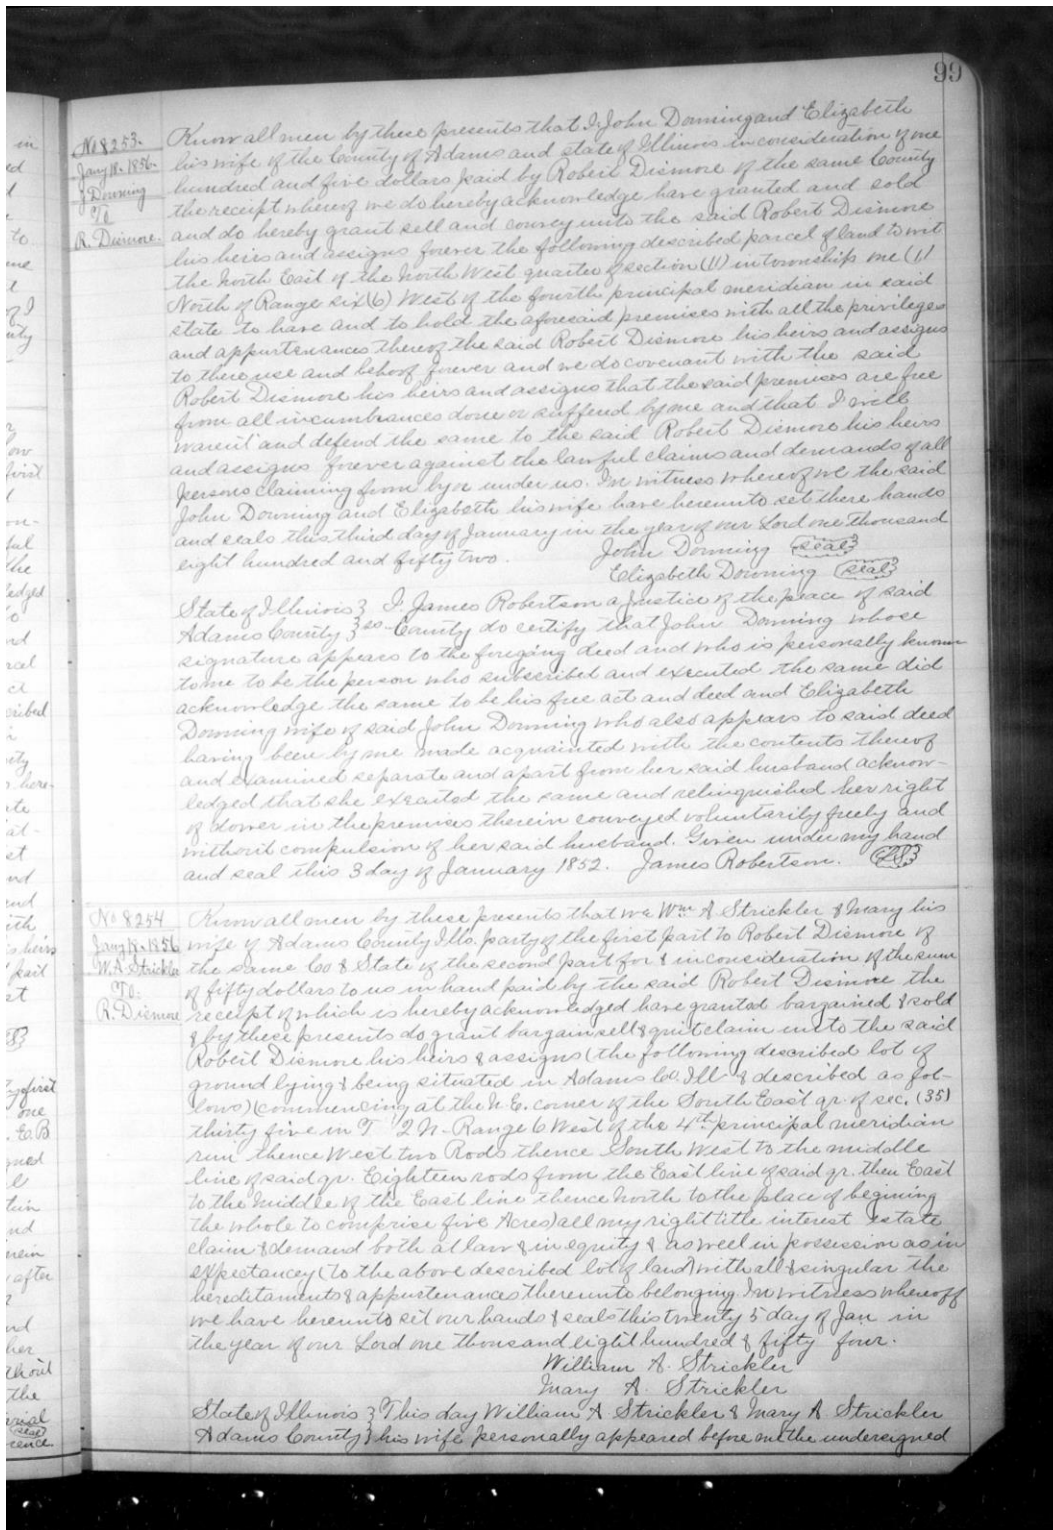 99
No 8253.
Jany 18. 1856.
J Downing
To
R. Dismore.
Know all men by these presents that I, John Downing and Elizabeth
his wife of the County of Adams and state of Illinois in consideration of one
hundred and five dollars paid by Robert Dismore of the same County
the receipt whereof we do hereby acknowledge have granted and sold
and do hereby grant sell and convey unto the said Robert Dismore
his heirs and assigns forever the following described parcel of land to wit
the North East of the North West quarter of section (11) in township one (1)
North of Range six (6) West of the fourth principal meridian in said
state to have and to hold the aforesaid premises with all the privileges
and appurtenances thereof the said Robert Dismore his heirs and assigns
to there use and behoof forever and we do covenant with the said
Robert Dismore his heirs and assigns that the said premises are free
from all incumbrances done or suffered by me and that I will
warent and defend the same to the said Robert Dismore his heirs
and assigns forever against the lawful claims and demands of all
persons claiming from by or under us. In witness whereof we the said
John Downing and Elizabeth his wife have hereunto set there hands
and seals this third day of January in the year of our Lord one thousand
eight hundred and fifty two. John Downing seal
Elizabeth Downing seal
State of Illinois } I, James Robertson a Justice of the peace of said
Adams County } ss County do certify that John Downing whose
signature appears to the foregoing deed and who is personally known
to me to be the person who subscribed and executed the same did
acknowledge the same to be his free act and deed and Elizabeth
Downing wife of said John Downing who also appears to said deed
having been by me made acquainted with the contents thereof
and examined separate and apart from her said husband acknow-
ledged that she executed the same and relinquished her right
of dower in the premises therein conveyed voluntarily freely and
without compulsion of her said husband. Given under my hand
and seal this 3 day of January 1852. James Robertson.
No 8254
Jany 18. 1856
W. A. Strickler
To.
R. Dismore
Know all men by these presents that we Wm A Strickler & Mary his
wife of Adams County Ills. party of the first part to Robert Dismore of
the same Co & State of the second part for & in consideration of the sum
of fifty dollars to us in hand paid by the said Robert Dismore the
receipt of which is hereby acknowledged have granted bargained & sold
& by these presents do grant bargain sell & quit claim unto the said
Robert Dismore his heirs & assigns (the following described lot of
ground lying & being situated in Adams Co. Ill & described as fol-
lows) (commencing at the N. E. corner of the South East qr. of sec. (35)
thirty five in T 2 N- Range 6 West of the 4th principal meridian
run thence West two Rods thence South West to the middle
line of said qr. Eighteen rods from the East line of said qr. then East
to the middle of the East line thence North to the place of begining
the whole to comprise five Acres) all my right title interest estate
claim & demand both at law & in equity & as well in possession as in
expectancy (to the above described lot of land) with all & singular the
hereditaments & appurtenances thereunto belonging. In witness whereoff
we have hereunto set our hands & seals this twenty 5 day of Jan in
the year of our Lord one thousand eight hundred & fifty four.
William A. Strickler
Mary A. Strickler
State of Illinois } This day William A Strickler & Mary A Strickler
Adams County } his wife personally appeared before me the undersigned